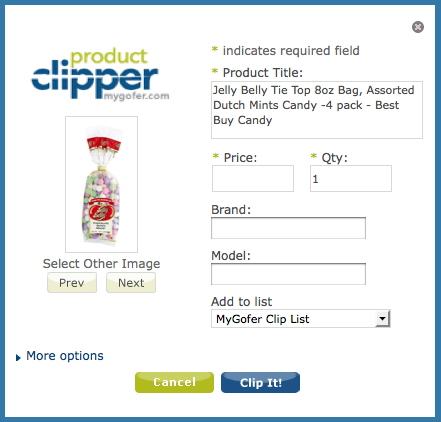 product
clipper
mygofer.com
* indicates required field
* Product Title:
Jelly Belly Tie Top 8oz Bag, Assorted
Dutch Mints Candy -4 pack - Best
Buy Candy
* Price:
* Qty:
1
Brand:
Model:
Select Other Image
Prev
Next
Add to list
MyGofer Clip List
More options
Cancel
Clip It!